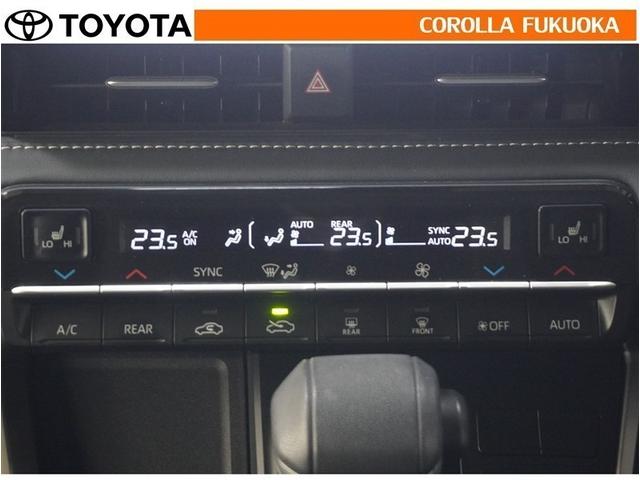 TOYOTA
COROLLA FUKUOKA
LO HI
23.5 A/C ON
AUTO
REAR 23.5
SYNC AUTO 23.5
LO HI
SYNC
A/C
REAR
REAR
FRONT
OFF
AUTO